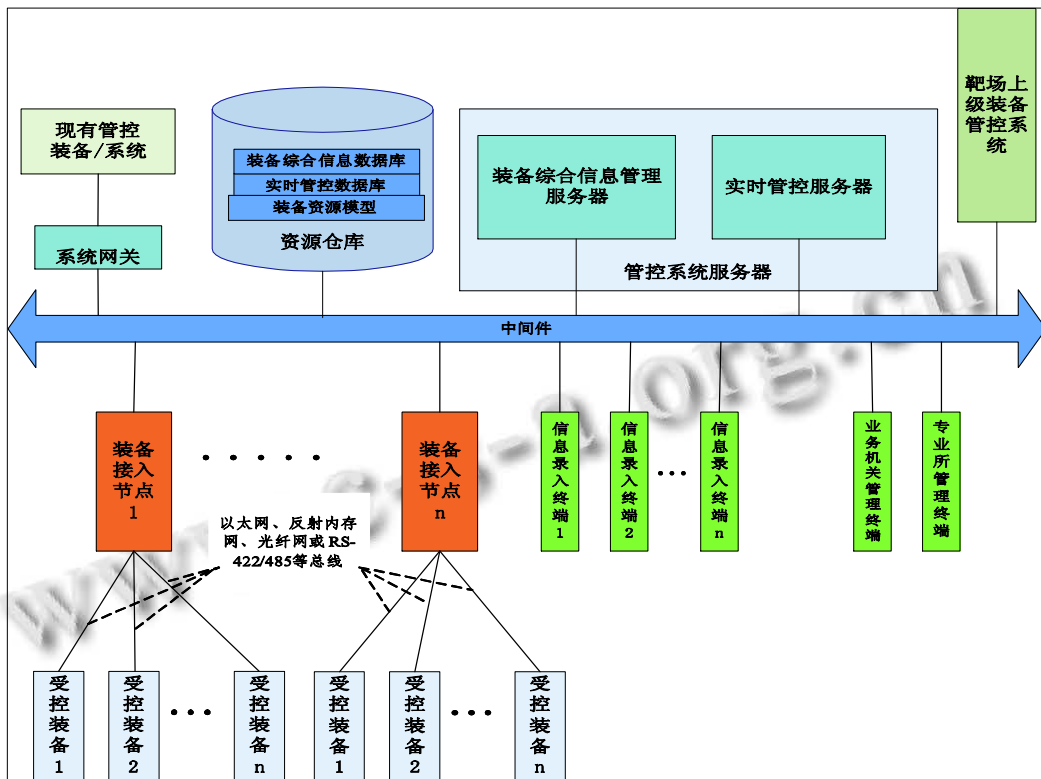 靶场上
级装备
管控系
统
现有管控
装备/系统
系统网关
装备综合信息数据库
实时管控数据库
装备资源模型
资源仓库
装备综合信息管理
服务器
实时管控服务器
管控系统服务器
中间件
装备
接入
节点
1
······
装备
接入
节点
n
信息录入终端1
信息录入终端2
···
信息录入终端n
业务机关管理终端
专业所管理终端
以太网、反射内存
网、光纤网或 RS-
422/485等总线
受控装备1
受控装备2
···
受控装备n
受控装备1
受控装备2
···
受控装备n